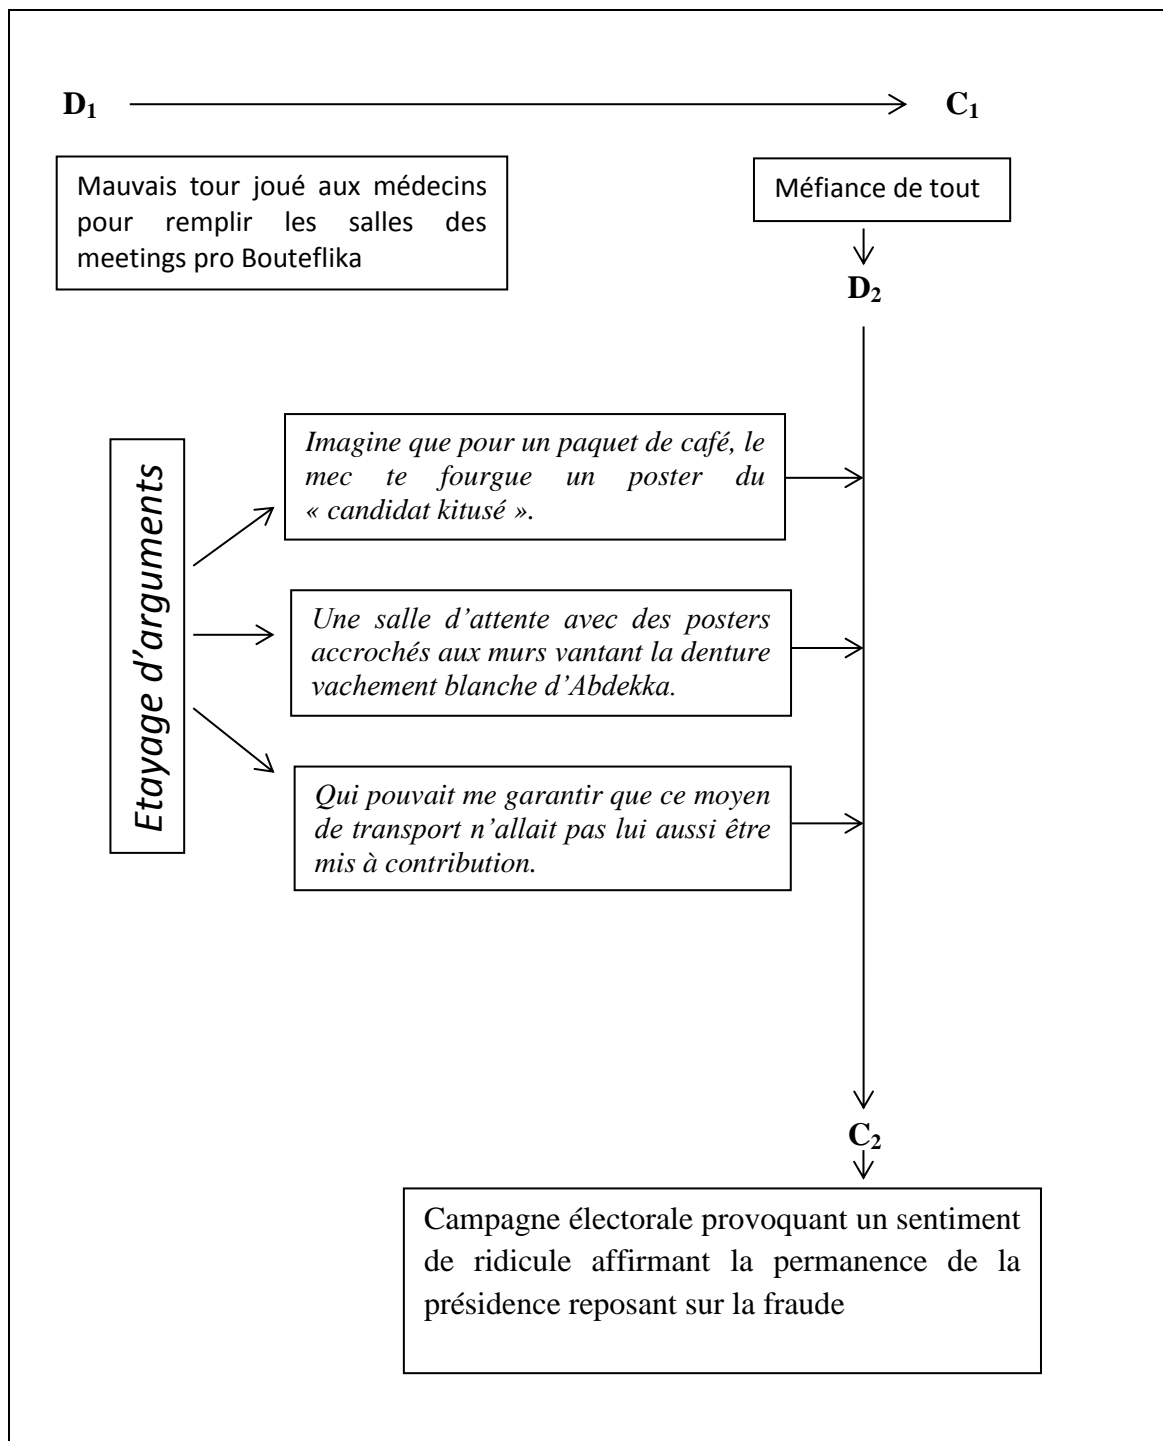 D₁
C₁
Mauvais tour joué aux médecins
pour remplir les salles des
meetings pro Bouteflika
Méfiance de tout
D₂
Etayage d’arguments
Imagine que pour un paquet de café, le
mec te fourgue un poster du
« candidat kitusé ».
Une salle d’attente avec des posters
accrochés aux murs vantant la denture
vachement blanche d’Abdekka.
Qui pouvait me garantir que ce moyen
de transport n’allait pas lui aussi être
mis à contribution.
C₂
Campagne électorale provoquant un sentiment
de ridicule affirmant la permanence de la
présidence reposant sur la fraude